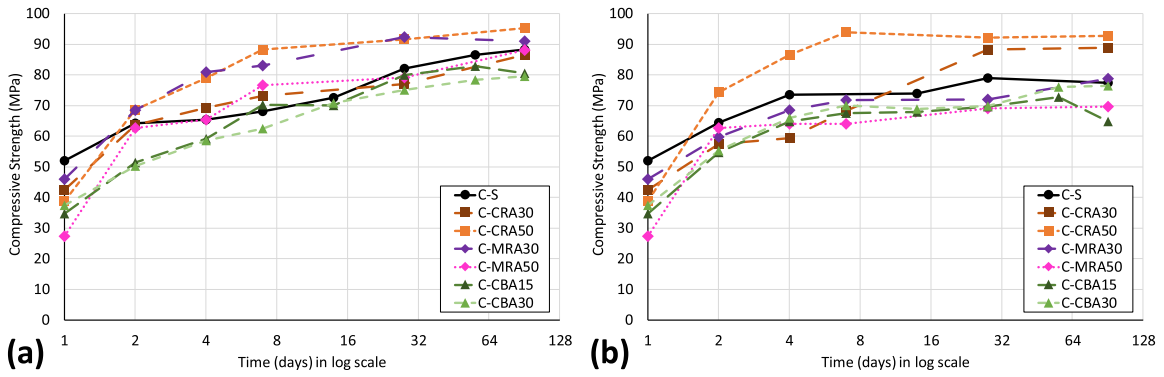 Compressive Strength (MPa)
100
90
80
70
60
50
40
30
20
10
0
C-S
C-CRA30
C-CRA50
C-MRA30
C-MRA50
C-CBA15
C-CBA30
1 2 4 8 16 32 64 128
Time (days) in log scale
(a)
Compressive Strength (MPa)
100
90
80
70
60
50
40
30
20
10
0
C-S
C-CRA30
C-CRA50
C-MRA30
C-MRA50
C-CBA15
C-CBA30
1 2 4 8 16 32 64 128
Time (days) in log scale
(b)